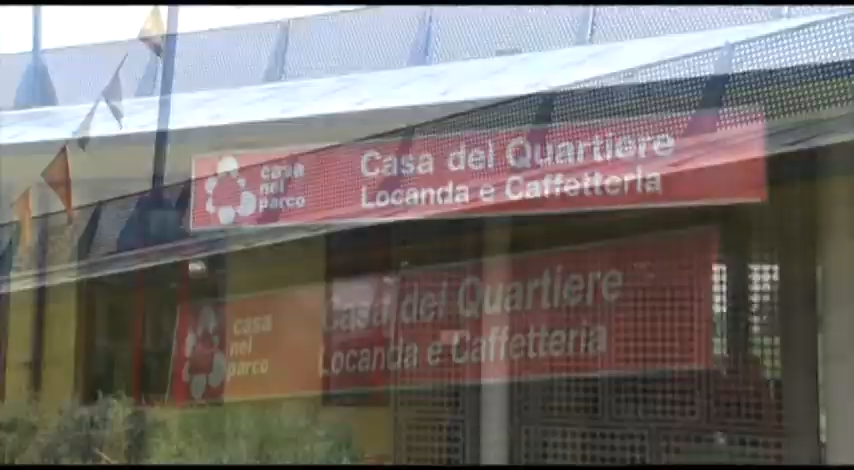 casa
nel
parco
Casa del Quartiere
Locanda e Caffetteria
casa
nel
parco
Casa del Quartiere
Locanda e Caffetteria